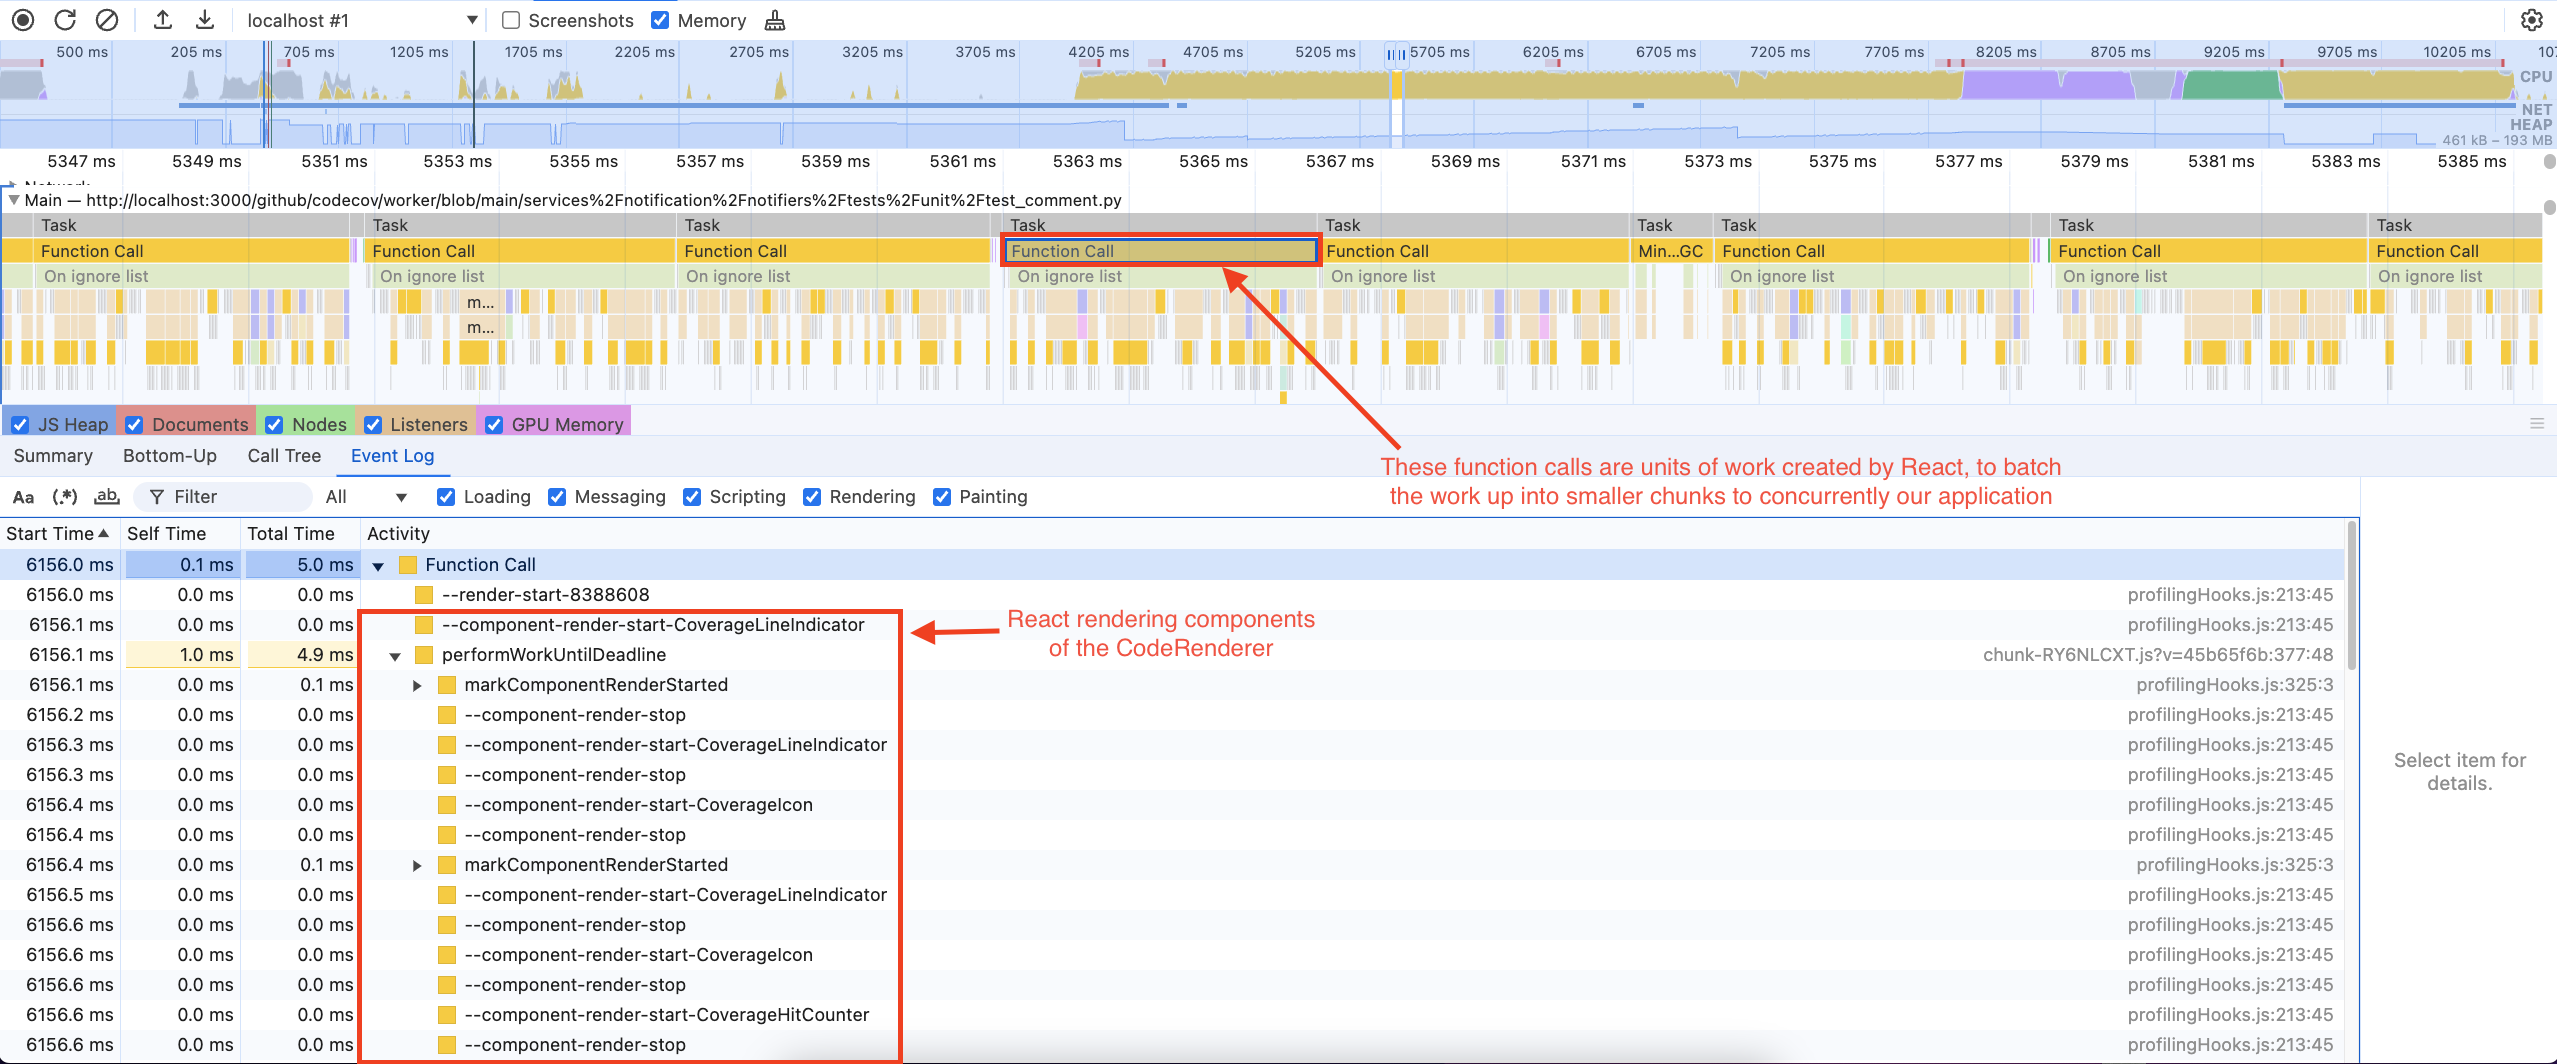 localhost #1 Screenshots Memory
500 ms 205 ms 705 ms 1205 ms 1705 ms 2205 ms 2705 ms 3205 ms 3705 ms 4205 ms 4705 ms 5205 ms 5705 ms 6205 ms 6705 ms 7205 ms 7705 ms 8205 ms 8705 ms 9205 ms 9705 ms 10205 ms
CPU
NET
HEAP
461 kB – 193 MB
5347 ms 5349 ms 5351 ms 5353 ms 5355 ms 5357 ms 5359 ms 5361 ms 5363 ms 5365 ms 5367 ms 5369 ms 5371 ms 5373 ms 5375 ms 5377 ms 5379 ms 5381 ms 5383 ms 5385 ms
Network
Main — http://localhost:3000/github/codecov/worker/blob/main/services%2Fnotification%2Fnotifiers%2Ftests%2Funit%2Ftest_comment.py
Task Task Task Task Task Task Task Task Task
Function Call Function Call Function Call Function Call Function Call Min...GC Function Call Function Call Function Call
On ignore list On ignore list On ignore list On ignore list On ignore list On ignore list On ignore list On ignore list
m...
m...
JS Heap Documents Nodes Listeners GPU Memory
Summary Bottom-Up Call Tree Event Log
These function calls are units of work created by React, to batch
the work up into smaller chunks to concurrently our application
Aa (.*) ab Filter All Loading Messaging Scripting Rendering Painting
Start Time Self Time Total Time Activity
6156.0 ms 0.1 ms 5.0 ms Function Call
6156.0 ms 0.0 ms 0.0 ms --render-start-8388608 profilingHooks.js:213:45
6156.1 ms 0.0 ms 0.0 ms --component-render-start-CoverageLineIndicator profilingHooks.js:213:45
6156.1 ms 1.0 ms 4.9 ms performWorkUntilDeadline chunk-RY6NLCXT.js?v=45b65f6b:377:48
6156.1 ms 0.0 ms 0.1 ms markComponentRenderStarted profilingHooks.js:325:3
6156.2 ms 0.0 ms 0.0 ms --component-render-stop profilingHooks.js:213:45
6156.3 ms 0.0 ms 0.0 ms --component-render-start-CoverageLineIndicator profilingHooks.js:213:45
6156.3 ms 0.0 ms 0.0 ms --component-render-stop profilingHooks.js:213:45
6156.4 ms 0.0 ms 0.0 ms --component-render-start-CoverageIcon profilingHooks.js:213:45
6156.4 ms 0.0 ms 0.0 ms --component-render-stop profilingHooks.js:213:45
6156.4 ms 0.0 ms 0.1 ms markComponentRenderStarted profilingHooks.js:325:3
6156.5 ms 0.0 ms 0.0 ms --component-render-start-CoverageLineIndicator profilingHooks.js:213:45
6156.6 ms 0.0 ms 0.0 ms --component-render-stop profilingHooks.js:213:45
6156.6 ms 0.0 ms 0.0 ms --component-render-start-CoverageIcon profilingHooks.js:213:45
6156.6 ms 0.0 ms 0.0 ms --component-render-stop profilingHooks.js:213:45
6156.6 ms 0.0 ms 0.0 ms --component-render-start-CoverageHitCounter profilingHooks.js:213:45
6156.6 ms 0.0 ms 0.0 ms --component-render-stop profilingHooks.js:213:45
React rendering components
of the CodeRenderer
Select item for
details.